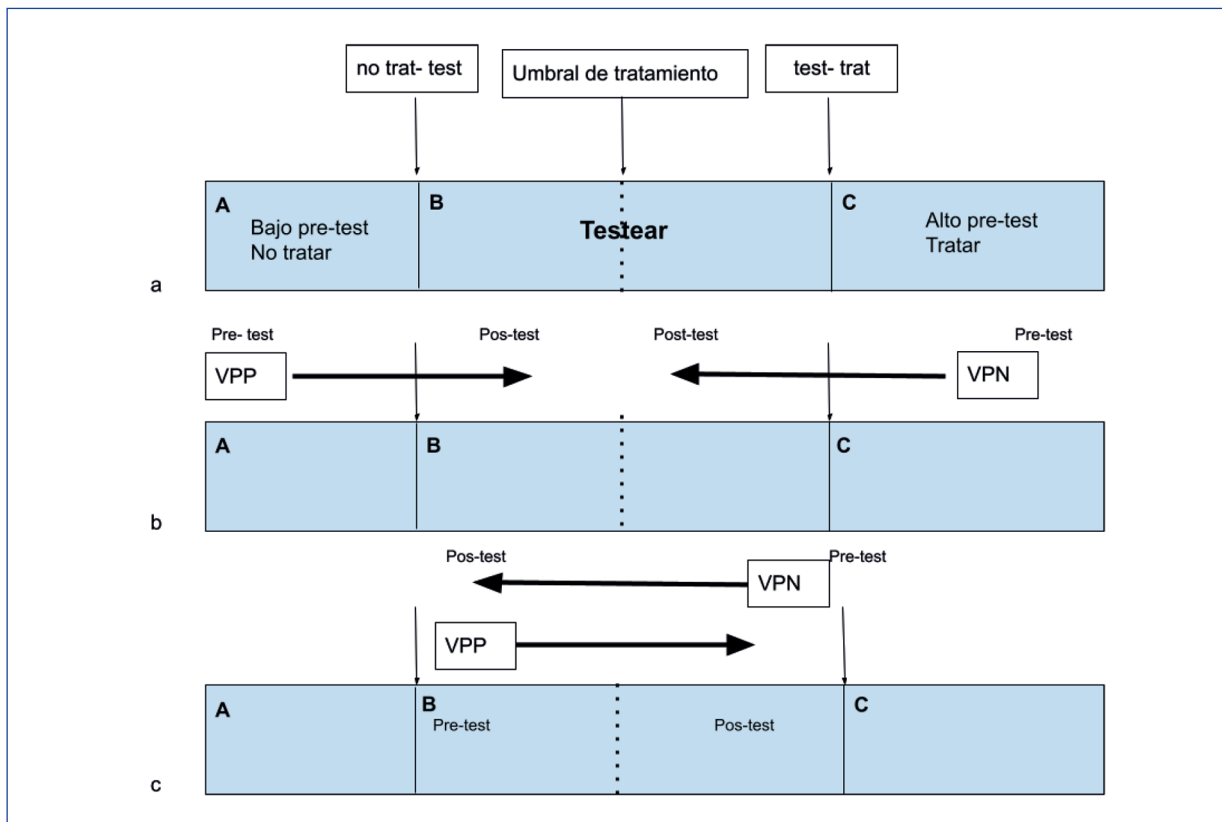 no trat- test
Umbral de tratamiento
test- trat
A
Bajo pre-test
No tratar
B
Testear
C
Alto pre-test
Tratar
a
Pre- test
Pos-test
Post-test
Pre-test
VPP
VPN
A
B
C
b
Pos-test
Pre-test
VPN
VPP
A
B
Pre-test
Pos-test
C
c